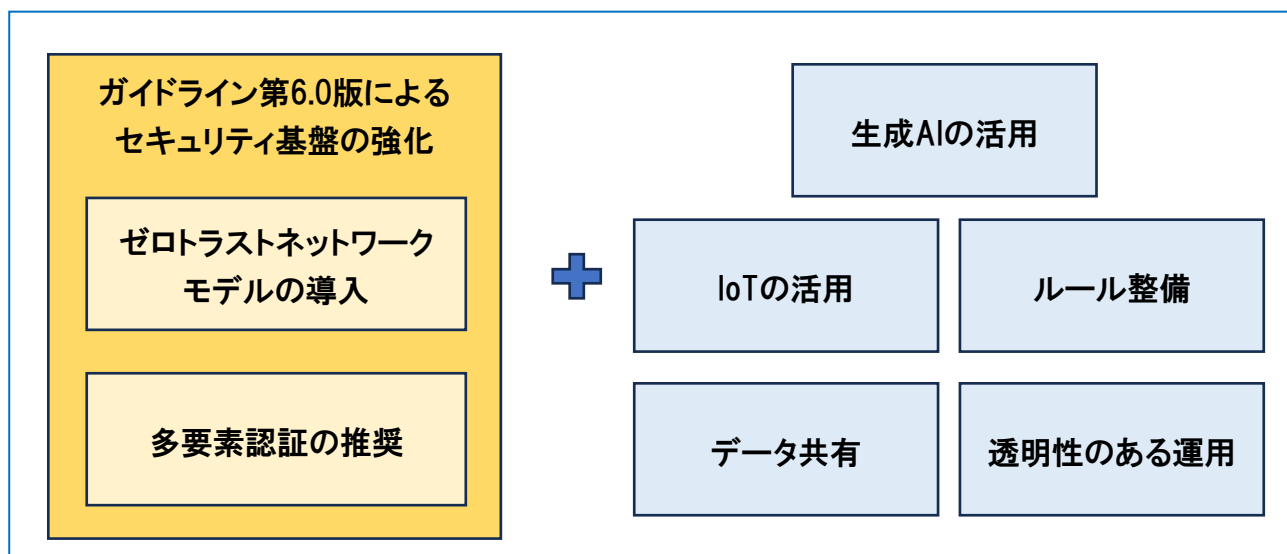 ガイドライン第6.0版による
セキュリティ基盤の強化
ゼロトラストネットワーク
モデルの導入
多要素認証の推奨
生成AIの活用
IoTの活用
ルール整備
データ共有
透明性のある運用